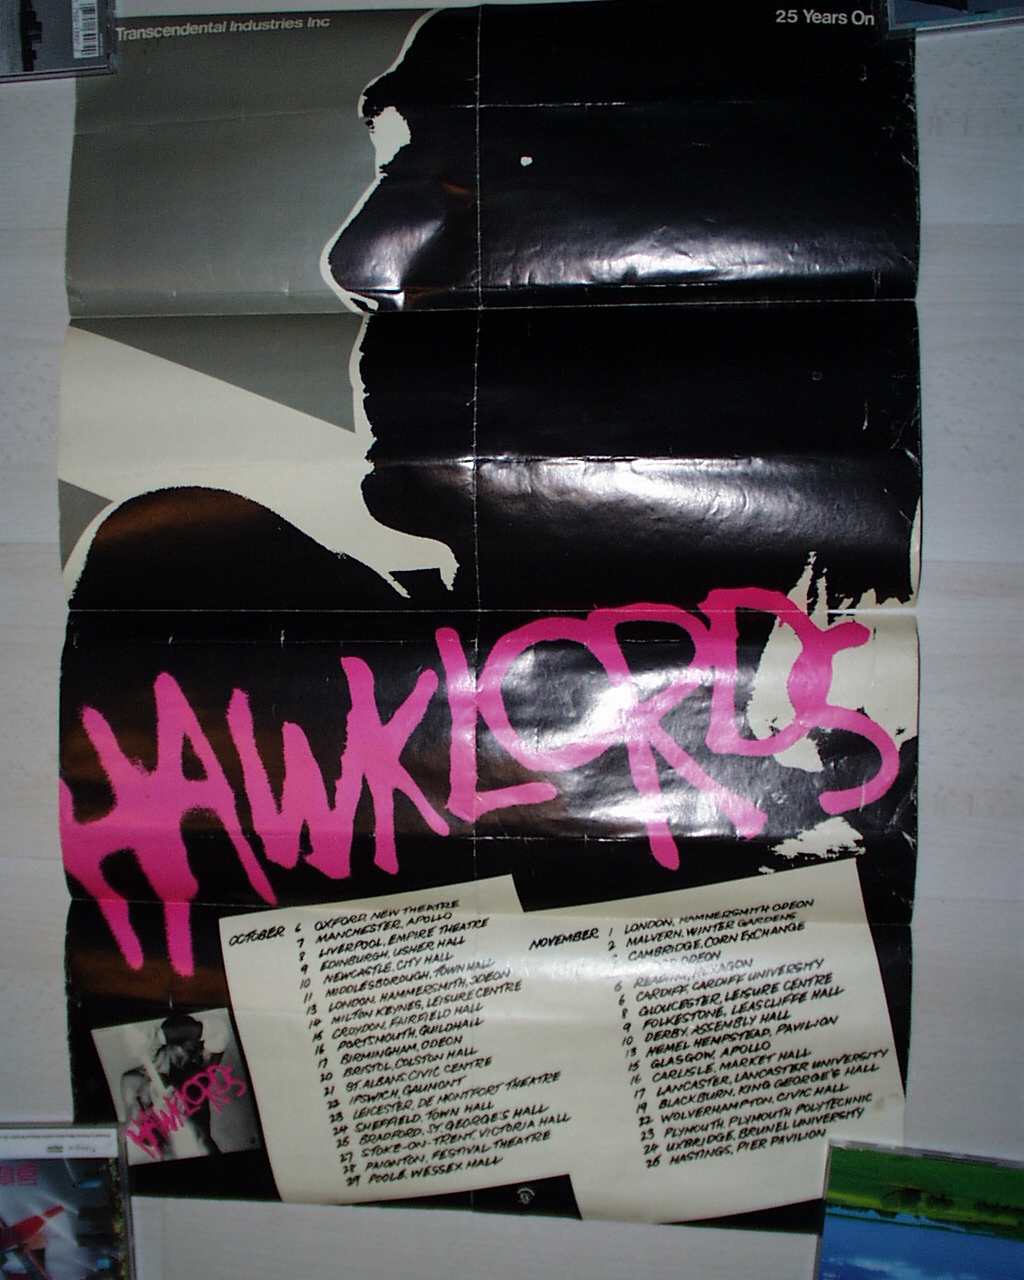 Transcendental Industries Inc
25 Years On
HAWKLORDS
OCTOBER 6 OXFORD, NEW THEATRE
7 MANCHESTER, APOLLO
8 LIVERPOOL, EMPIRE THEATRE
9 EDINBURGH, USHER HALL
10 NEWCASTLE, CITY HALL
11 MIDDLESBOROUGH, TOWN HALL
13 LONDON, HAMMERSMITH, ODEON
14 MILTON KEYNES, LEISURE CENTRE
15 CROYDON, FAIRFIELD HALL
16 PORTSMOUTH, GUILDHALL
17 BIRMINGHAM, ODEON
20 BRISTOL, COLSTON HALL
21 ST. ALBANS, CIVIC CENTRE
22 IPSWICH, GAUMONT
23 LEICESTER, DE MONTFORT THEATRE
24 SHEFFIELD, TOWN HALL
25 BRADFORD, ST. GEORGE'S HALL
27 STOKE-ON-TRENT, VICTORIA HALL
28 PAIGNTON, FESTIVAL THEATRE
29 POOLE, WESSEX HALL
NOVEMBER 1 LONDON, HAMMERSMITH ODEON
2 MALVERN, WINTER GARDENS
CAMBRIDGE, CORN EXCHANGE
ODEON
READING, HEXAGON
6 CARDIFF, CARDIFF UNIVERSITY
8 GLOUCESTER, LEISURE CENTRE
9 FOLKESTONE, LEASCLIFFE HALL
10 DERBY, ASSEMBLY HALL
13 HEMEL HEMPSTEAD, PAVILION
15 GLASGOW, APOLLO
16 CARLISLE, MARKET HALL
17 LANCASTER, LANCASTER UNIVERSITY
19 BLACKBURN, KING GEORGE'S HALL
22 WOLVERHAMPTON, CIVIC HALL
23 PLYMOUTH, PLYMOUTH POLYTECHNIC
24 UXBRIDGE, BRUNEL UNIVERSITY
26 HASTINGS, PIER PAVILION
HAWKLORDS